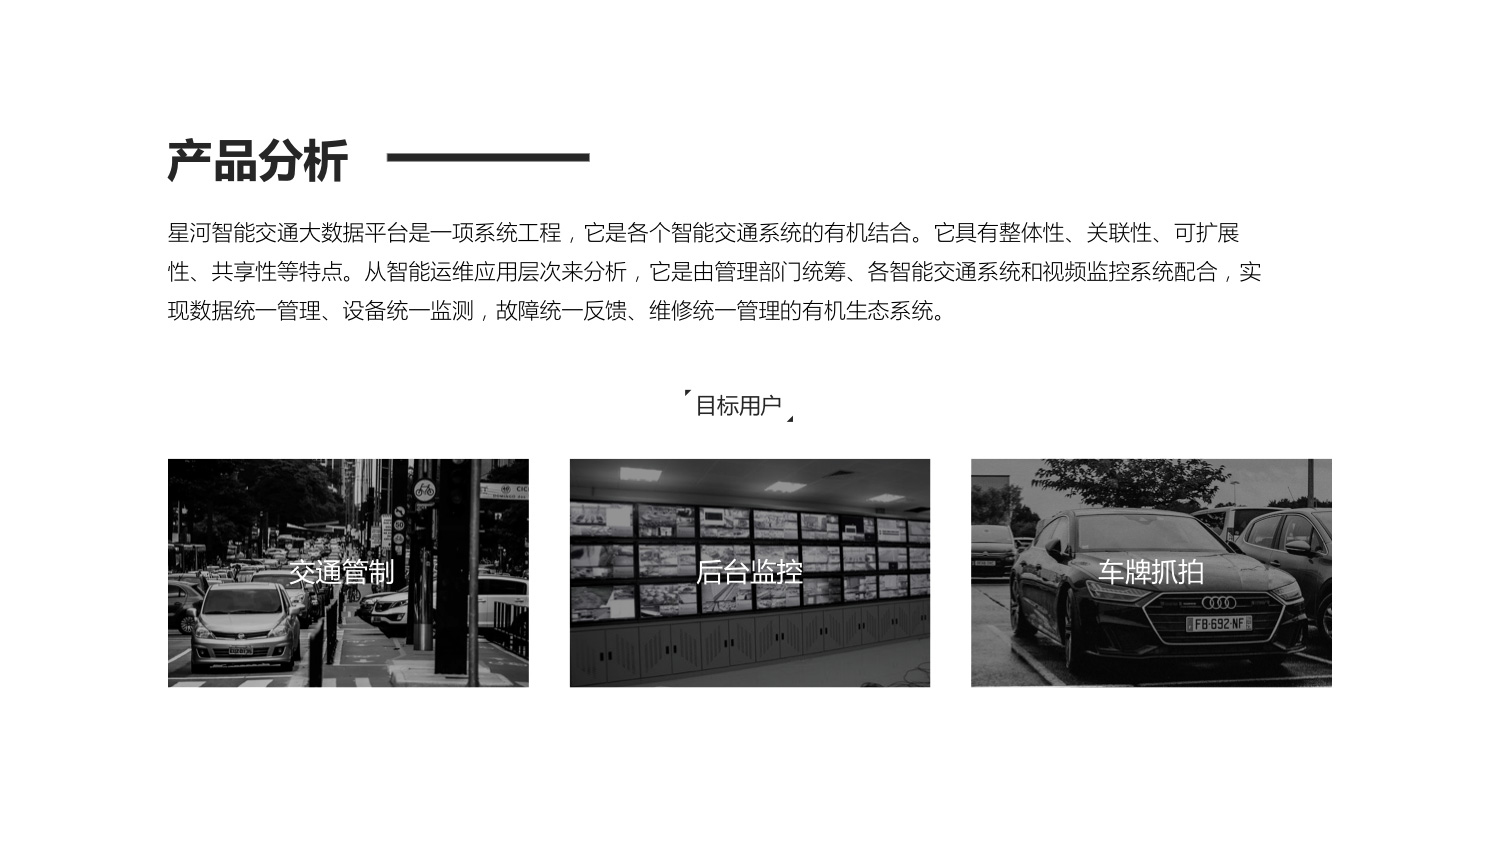 产品分析
星河智能交通大数据平台是一项系统工程，它是各个智能交通系统的有机结合。它具有整体性、关联性、可扩展
性、共享性等特点。从智能运维应用层次来分析，它是由管理部门统筹、各智能交通系统和视频监控系统配合，实
现数据统一管理、设备统一监测，故障统一反馈、维修统一管理的有机生态系统。
目标用户
交通管制
后台监控
车牌抓拍
FB-692-NF